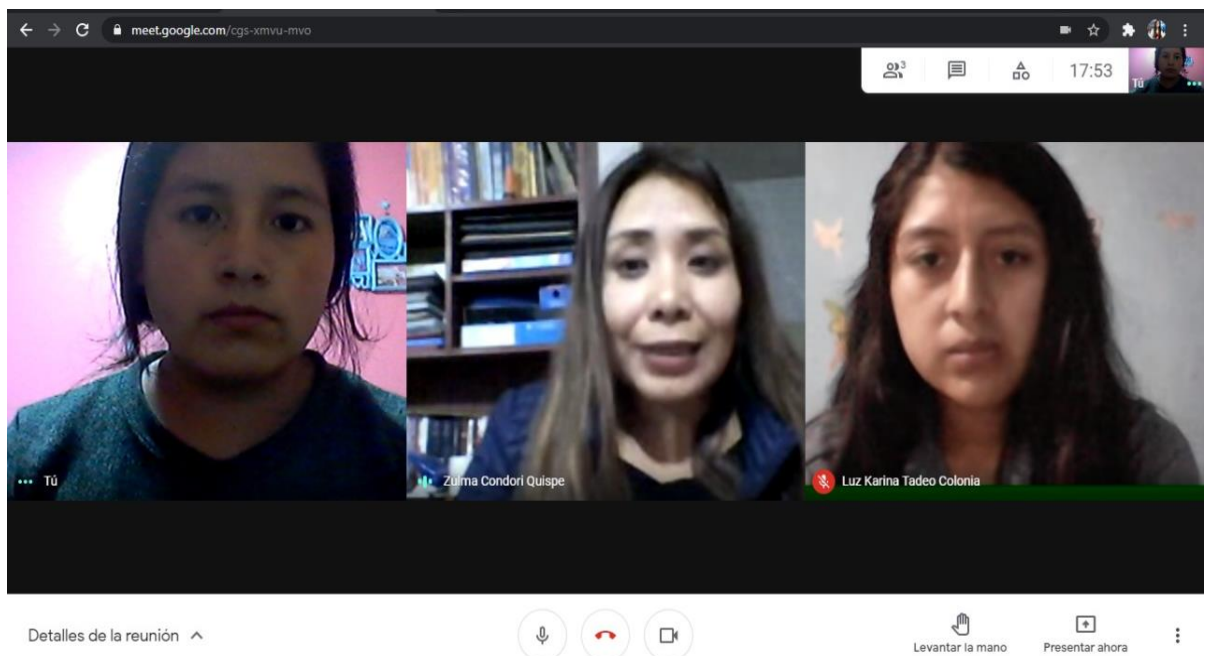 meet.google.com/cgs-xmvu-mvo
3
17:53
Tú
Tú
Zulma Condori Quispe
Luz Karina Tadeo Colonia
Detalles de la reunión
Levantar la mano
Presentar ahora